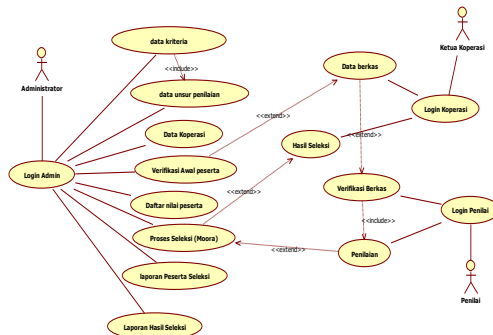 data kriteria
Ketua Koperasi
<<include>>
Data berkas
Administrator
data unsur penilaian
<<extend>>
Login Koperasi
Data Koperasi
<<extend>>
Hasil Seleksi
Login Admin
Verifikasi Awal peserta
Verifikasi Berkas
<<extend>>
Daftar nilai peserta
Login Penilai
<<include>>
Proses Seleksi (Moora)
<<extend>>
Penilaian
laporan Peserta Seleksi
Penilai
Laporan Hasil Seleksi